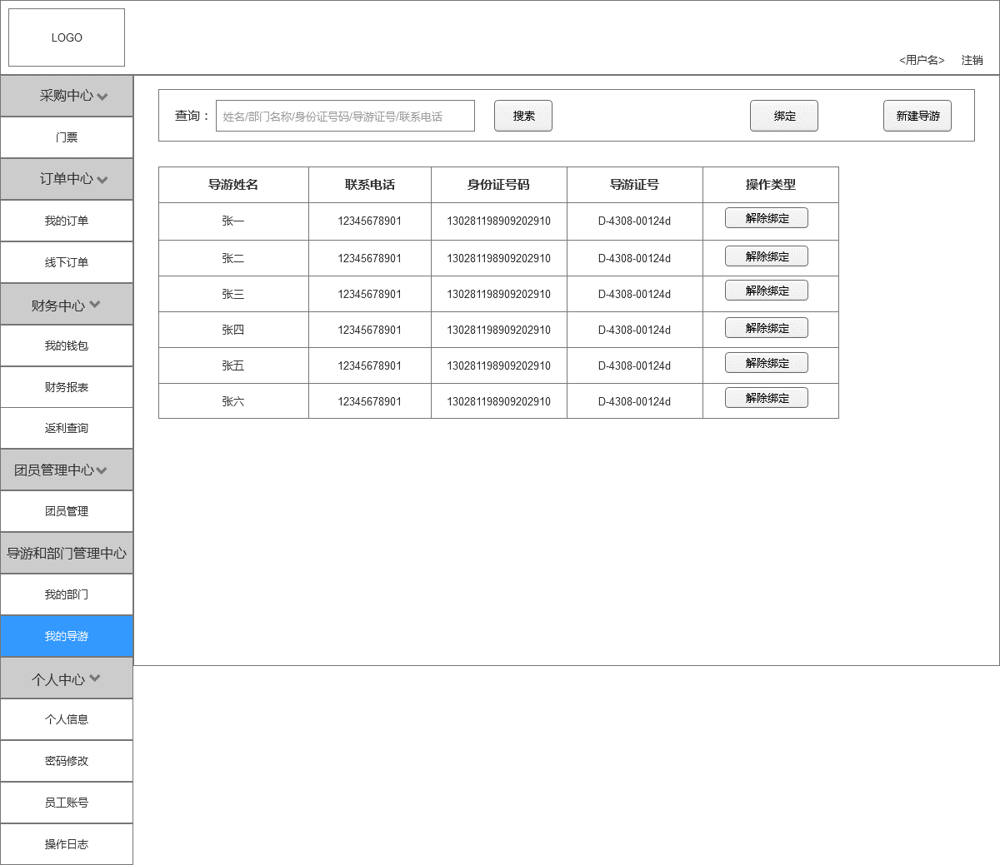 LOGO
<用户名> 注销
采购中心
门票
订单中心
我的订单
线下订单
财务中心
我的钱包
财务报表
返利查询
团员管理中心
团员管理
导游和部门管理中心
我的部门
我的导游
个人中心
个人信息
密码修改
员工账号
操作日志
查询： 姓名/部门名称/身份证号码/导游证号/联系电话 搜索 绑定 新建导游
导游姓名 联系电话 身份证号码 导游证号 操作类型
张一 12345678901 130281198909202910 D-4308-00124d 解除绑定
张二 12345678901 130281198909202910 D-4308-00124d 解除绑定
张三 12345678901 130281198909202910 D-4308-00124d 解除绑定
张四 12345678901 130281198909202910 D-4308-00124d 解除绑定
张五 12345678901 130281198909202910 D-4308-00124d 解除绑定
张六 12345678901 130281198909202910 D-4308-00124d 解除绑定